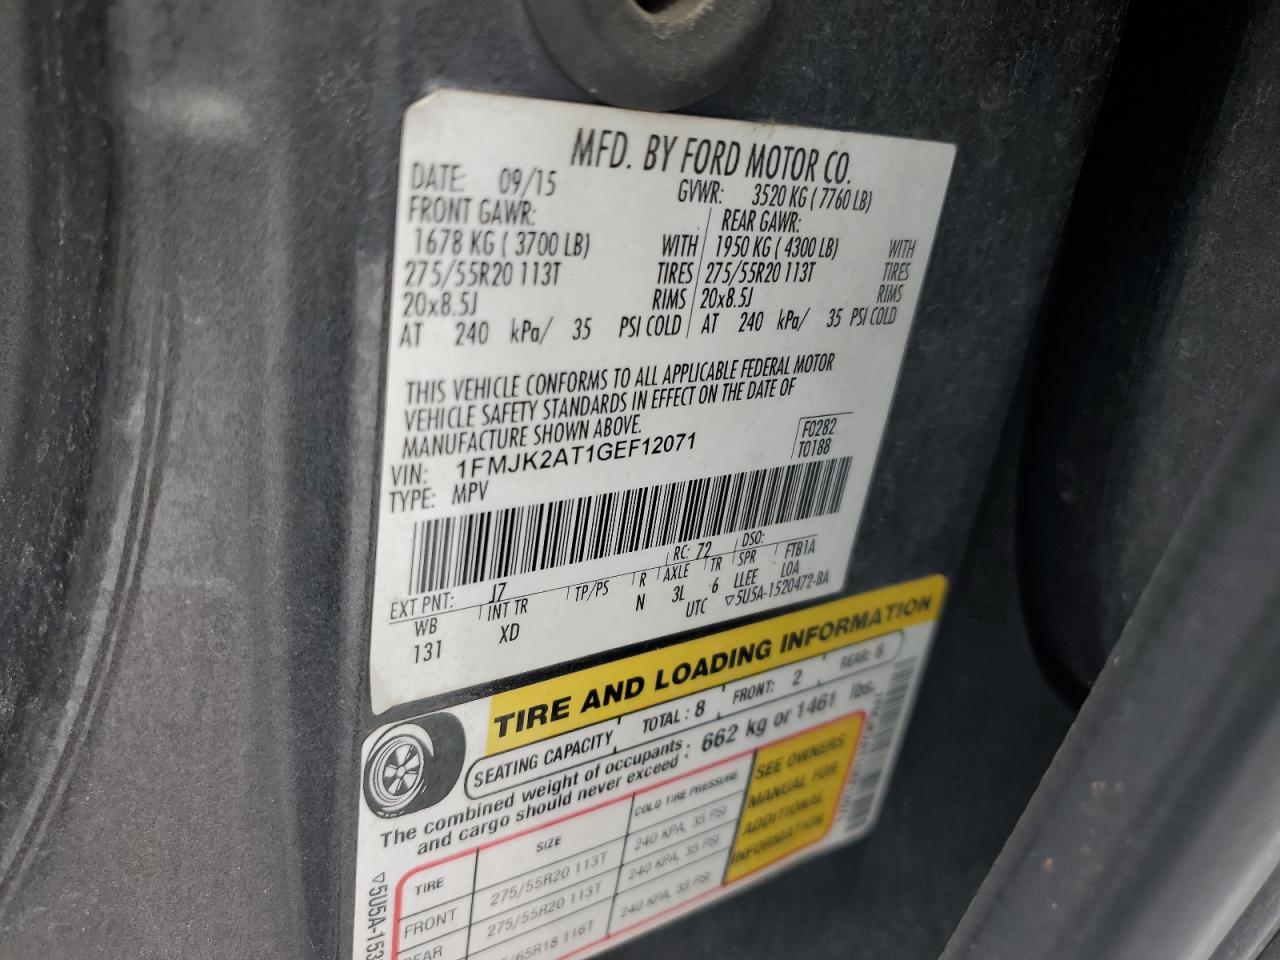 MFD. BY FORD MOTOR CO.
DATE: 09/15 GVWR: 3520 KG ( 7760 LB)
FRONT GAWR: REAR GAWR:
1678 KG ( 3700 LB) WITH 1950 KG ( 4300 LB) WITH
275/55R20 113T TIRES 275/55R20 113T TIRES
20x8.5J RIMS 20x8.5J RIMS
AT 240 kPa/ 35 PSI COLD AT 240 kPa/ 35 PSI COLD
THIS VEHICLE CONFORMS TO ALL APPLICABLE FEDERAL MOTOR
VEHICLE SAFETY STANDARDS IN EFFECT ON THE DATE OF
MANUFACTURE SHOWN ABOVE.
VIN: 1FMJK2AT1GEF12071 F0282
TYPE: MPV T0188
EXT PNT: J7 RC: 72 DSO:
WB INT TR TP/PS R AXLE TR SPR FTB1A
131 XD N 3L 6 LLEE LOA
UTC ▽5U5A-1520472-BA
TIRE AND LOADING INFORMATION
SEATING CAPACITY TOTAL : 8 FRONT: 2 REAR: 6
The combined weight of occupants and cargo should never exceed : 662 kg or 1461 lbs.
TIRE SIZE COLD TIRE PRESSURE
FRONT 275/55R20 113T 240 KPA, 35 PSI
REAR 275/55R20 113T 240 KPA, 35 PSI
/65R18 116T 240 KPA, 35 PSI
SEE OWNERS
MANUAL FOR
ADDITIONAL
INFORMATION
▽5U5A-153